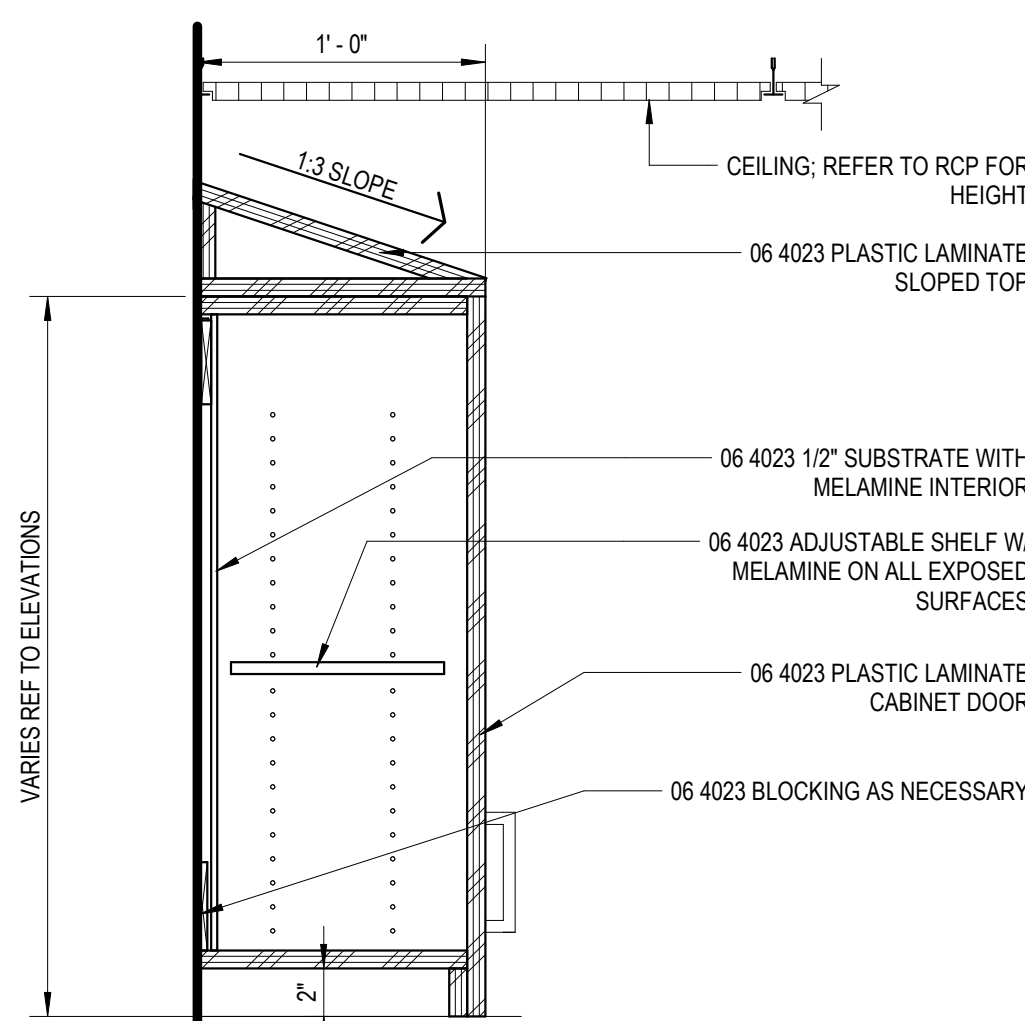 1' - 0"
1:3 SLOPE
CEILING; REFER TO RCP FOR
HEIGHT
06 4023 PLASTIC LAMINATE
SLOPED TOP
06 4023 1/2" SUBSTRATE WITH
MELAMINE INTERIOR
06 4023 ADJUSTABLE SHELF W/
MELAMINE ON ALL EXPOSED
SURFACES
06 4023 PLASTIC LAMINATE
CABINET DOOR
06 4023 BLOCKING AS NECESSARY
VARIES REF TO ELEVATIONS
2"